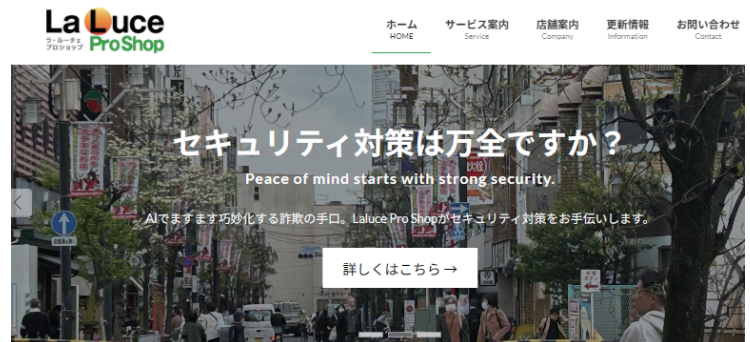 La Luce
ラ・ルーチェ
プロショップ ProShop
ホーム サービス案内 店舗案内 更新情報 お問い合わせ
HOME Service Company Information Contact
セキュリティ対策は万全ですか？
Peace of mind starts with strong security.
AIでますます巧妙化する詐欺の手口。Laluce Pro Shopがセキュリティ対策をお手伝いします。
詳しくはこちら→